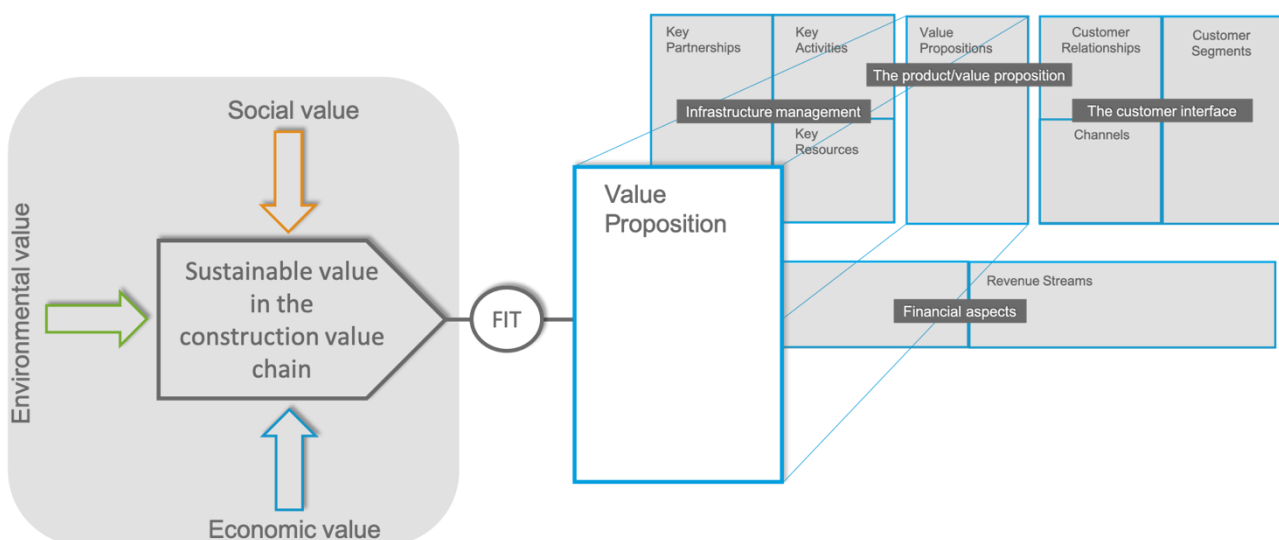 Social value
Environmental value
Sustainable value
in the
construction value
chain
Economic value
FIT
Value
Proposition
Key
Partnerships
Key
Activities
Value
Propositions
Customer
Relationships
Customer
Segments
The product/value proposition
Infrastructure management
The customer interface
Key
Resources
Channels
Revenue Streams
Financial aspects